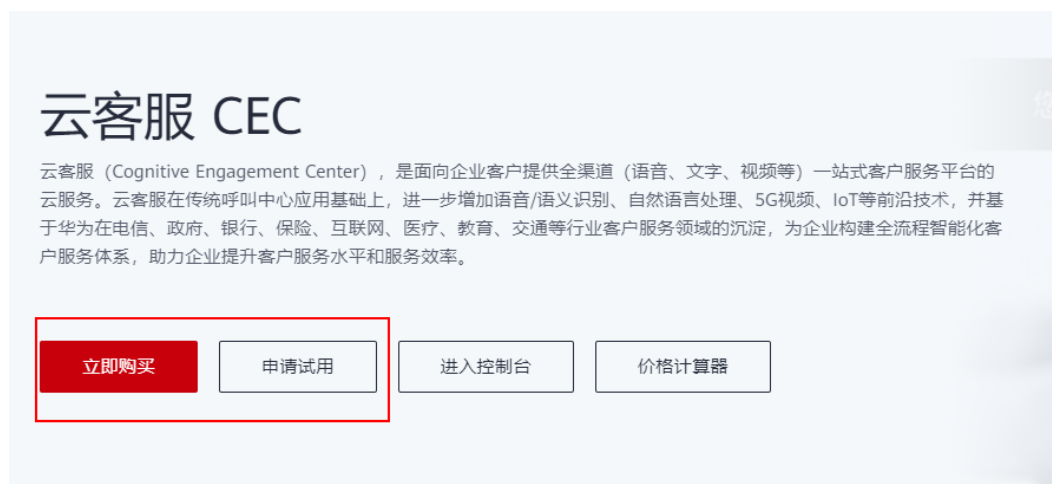 云客服 CEC
云客服（Cognitive Engagement Center），是面向企业客户提供全渠道（语音、文字、视频等）一站式客户服务平台的
云服务。云客服在传统呼叫中心应用基础上，进一步增加语音/语义识别、自然语言处理、5G视频、IoT等前沿技术，并基
于华为在电信、政府、银行、保险、互联网、医疗、教育、交通等行业客户服务领域的沉淀，为企业构建全流程智能化客
户服务体系，助力企业提升客户服务水平和服务效率。
立即购买 申请试用 进入控制台 价格计算器